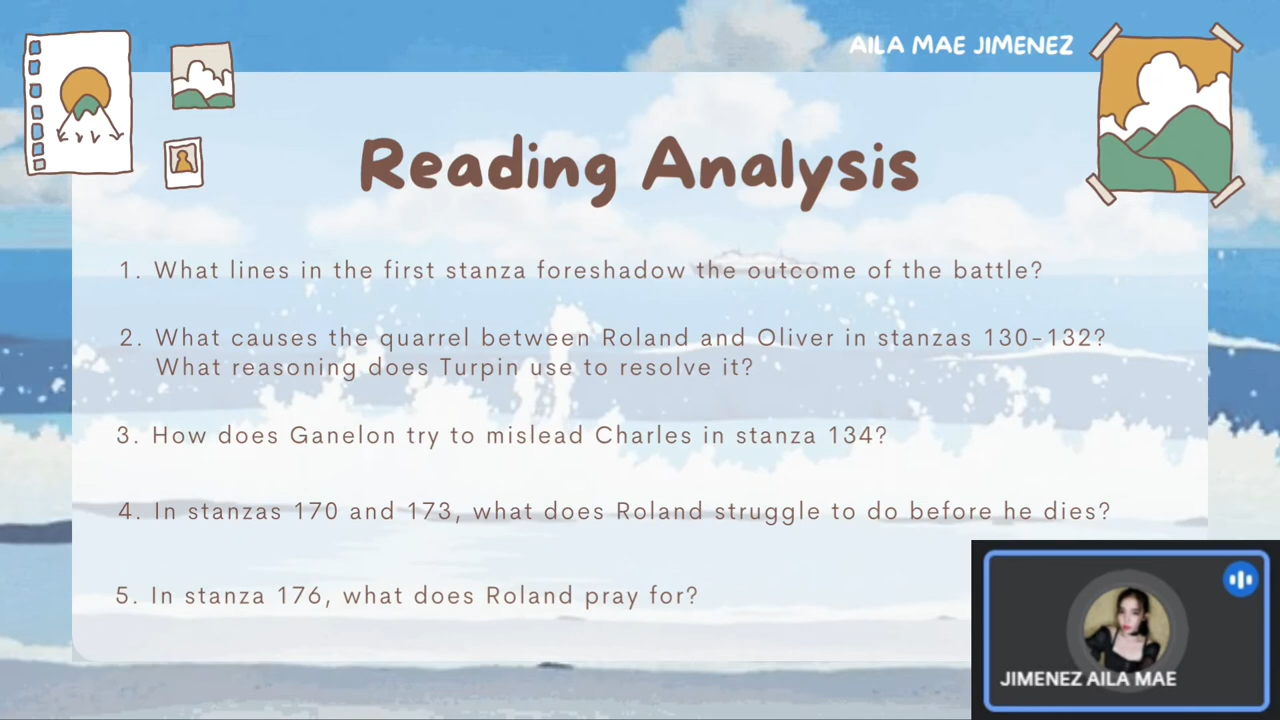 AILA MAE JIMENEZ
Reading Analysis
1. What lines in the first stanza foreshadow the outcome of the battle?
2. What causes the quarrel between Roland and Oliver in stanzas 130-132?
What reasoning does Turpin use to resolve it?
3. How does Ganelon try to mislead Charles in stanza 134?
4. In stanzas 170 and 173, what does Roland struggle to do before he dies?
5. In stanza 176, what does Roland pray for?
JIMENEZ AILA MAE